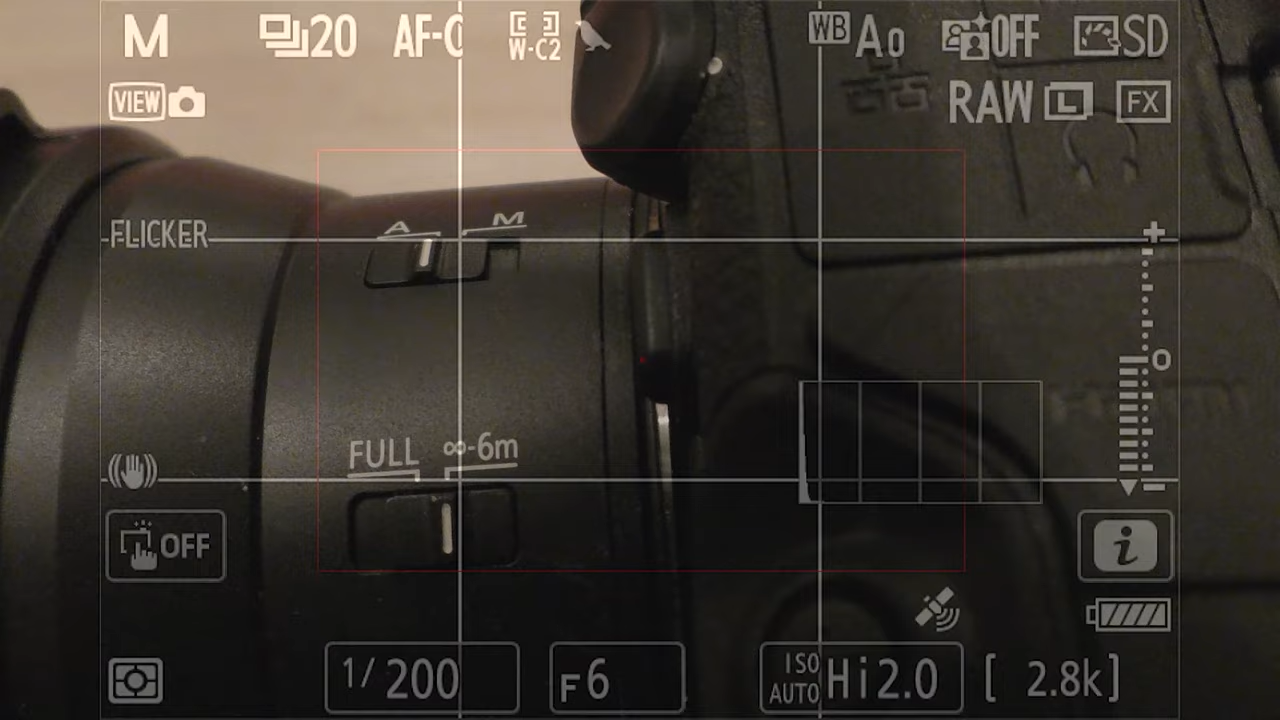 M 20 AF-C W-C2 WB A0 OFF SD
VIEW RAW L FX
A M
FLICKER
FULL ∞-6m
OFF i
1/200 F6 ISO AUTO Hi2.0 [ 2.8k]